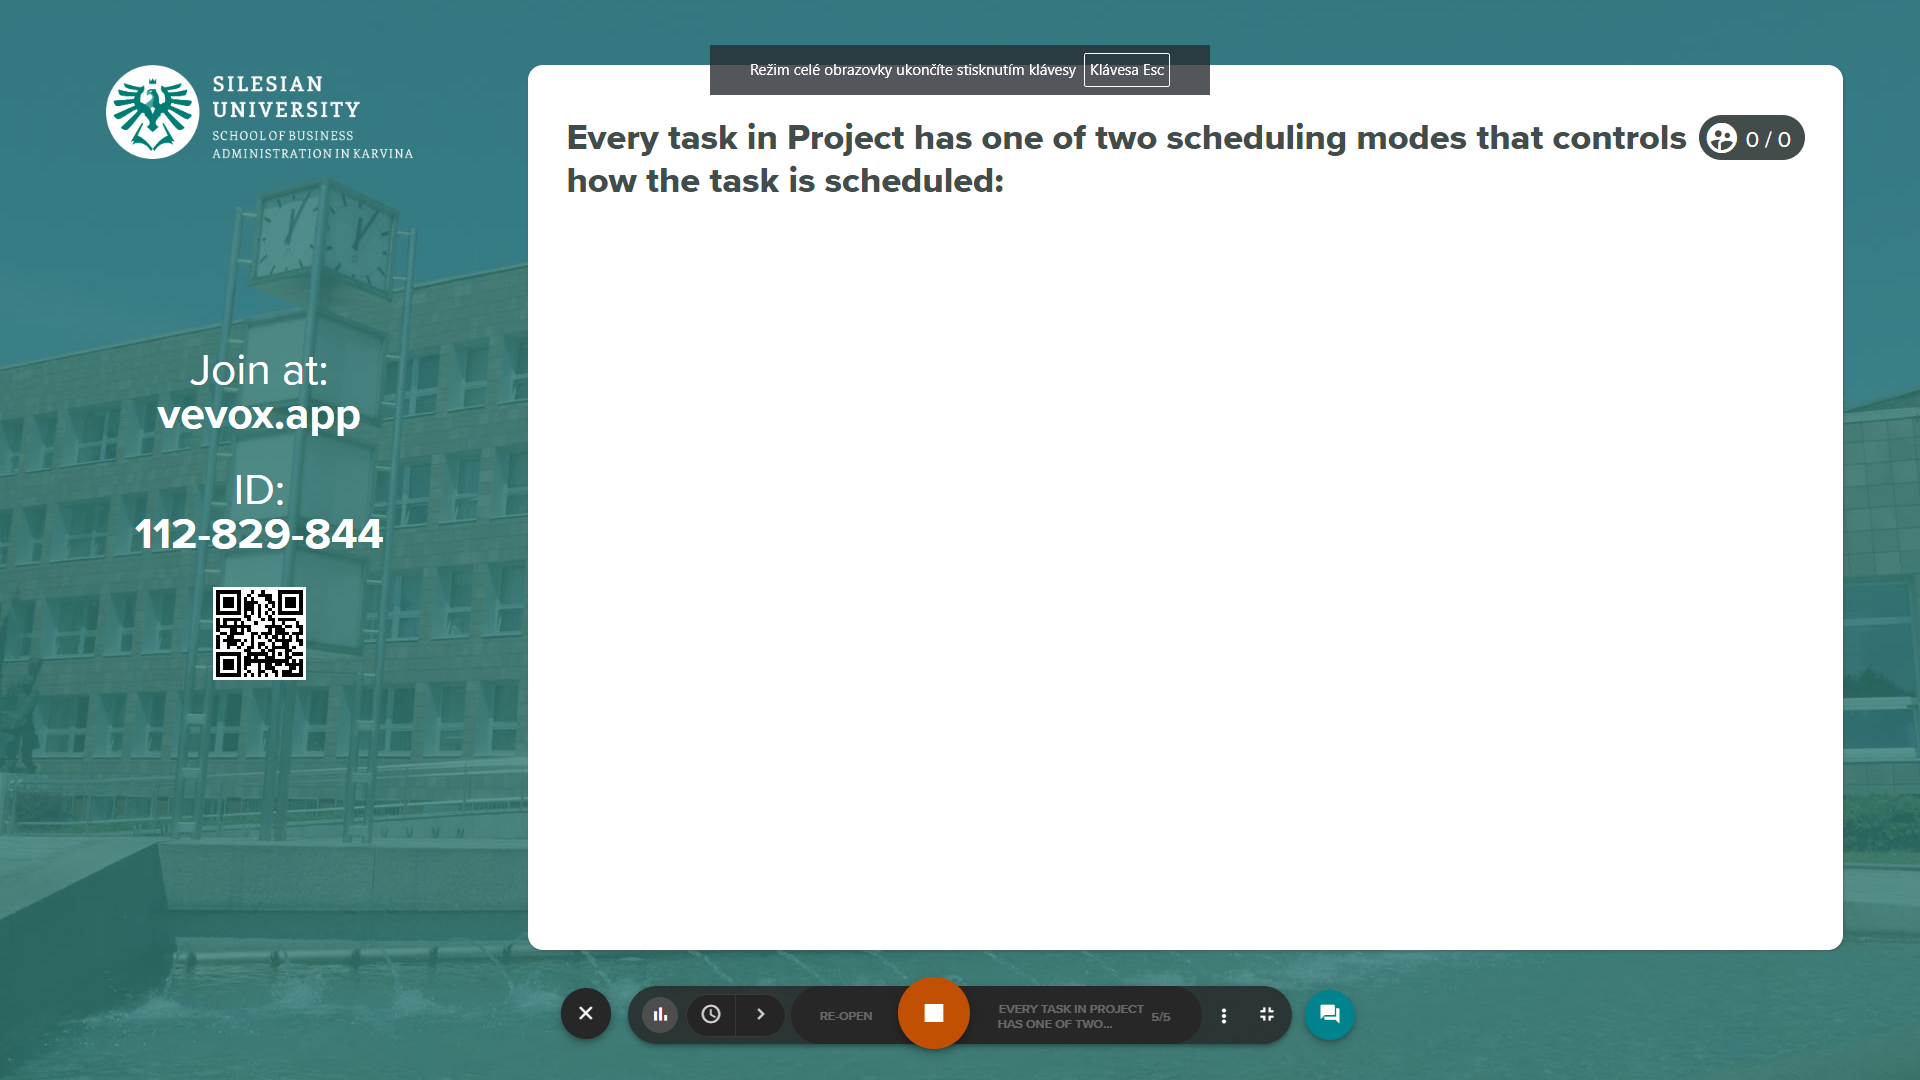 SILESIAN
UNIVERSITY
SCHOOL OF BUSINESS
ADMINISTRATION IN KARVINA
Režim celé obrazovky ukončíte stisknutím klávesy Klávesa Esc
Every task in Project has one of two scheduling modes that controls
how the task is scheduled:
0 / 0
Join at:
vevox.app
ID:
112-829-844
RE-OPEN
EVERY TASK IN PROJECT
HAS ONE OF TWO...
5/5